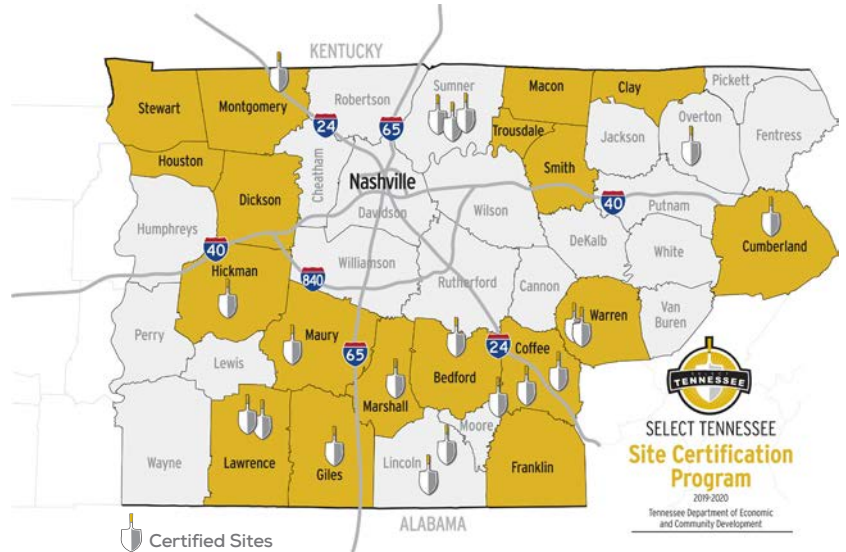 KENTUCKY
Stewart
Montgomery
Robertson
Sumner
Macon
Clay
Pickett
Overton
Fentress
Trousdale
Jackson
24
65
Houston
Dickson
Cheatham
Nashville
Davidson
Wilson
Smith
40
Putnam
Cumberland
Humphreys
40
Hickman
840
Williamson
Rutherford
Cannon
DeKalb
White
Warren
Van
Buren
Perry
Lewis
Maury
65
Marshall
Bedford
24
Coffee
Moore
Wayne
Lawrence
Giles
Lincoln
Franklin
ALABAMA
Certified Sites
SELECT
TENNESSEE
SELECT TENNESSEE
Site Certification
Program
2019-2020
Tennessee Department of Economic
and Community Development